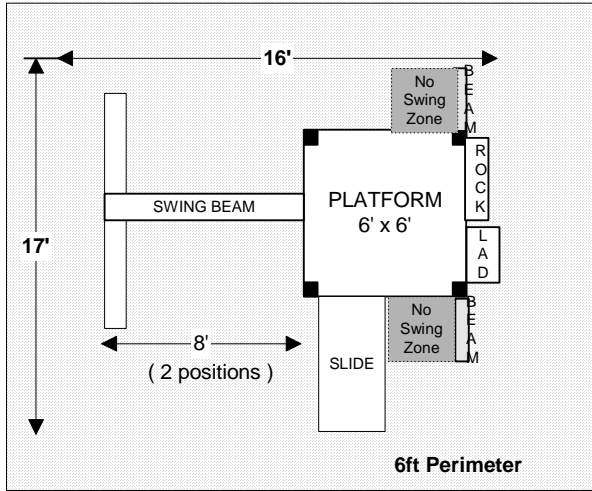 16'
No
Swing
Zone
BEAM
ROCK
PLATFORM
6' x 6'
SWING BEAM
17'
LAD
No
Swing
Zone
BEAM
8'
( 2 positions )
SLIDE
6ft Perimeter